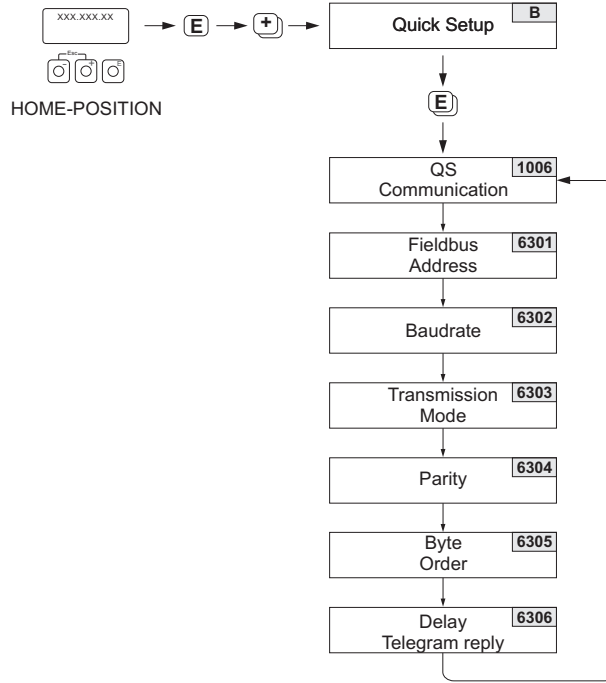 xxx.xxx.xx
Esc
- + E
HOME-POSITION
E
+
Quick Setup
B
E
QS
Communication
1006
Fieldbus
Address
6301
Baudrate
6302
Transmission
Mode
6303
Parity
6304
Byte
Order
6305
Delay
Telegram reply
6306